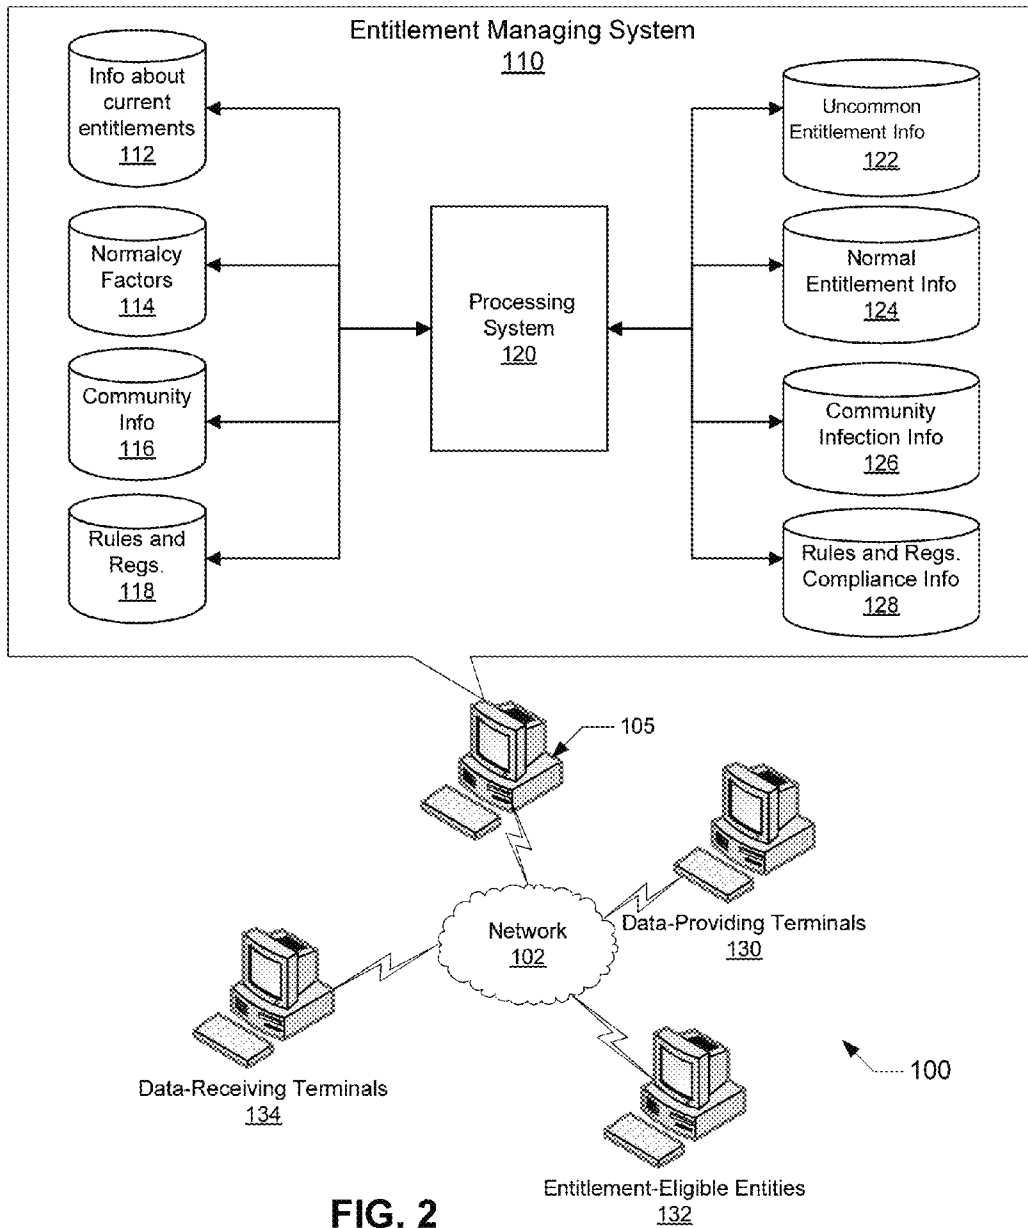 Entitlement Managing System
110
Info about
current
entitlements
112
Normalcy
Factors
114
Community
Info
116
Rules and
Regs.
118
Processing
System
120
Uncommon
Entitlement Info
122
Normal
Entitlement Info
124
Community
Infection Info
126
Rules and Regs.
Compliance Info
128
105
Data-Providing Terminals
130
Network
102
Data-Receiving Terminals
134
100
Entitlement-Eligible Entities
132
FIG. 2